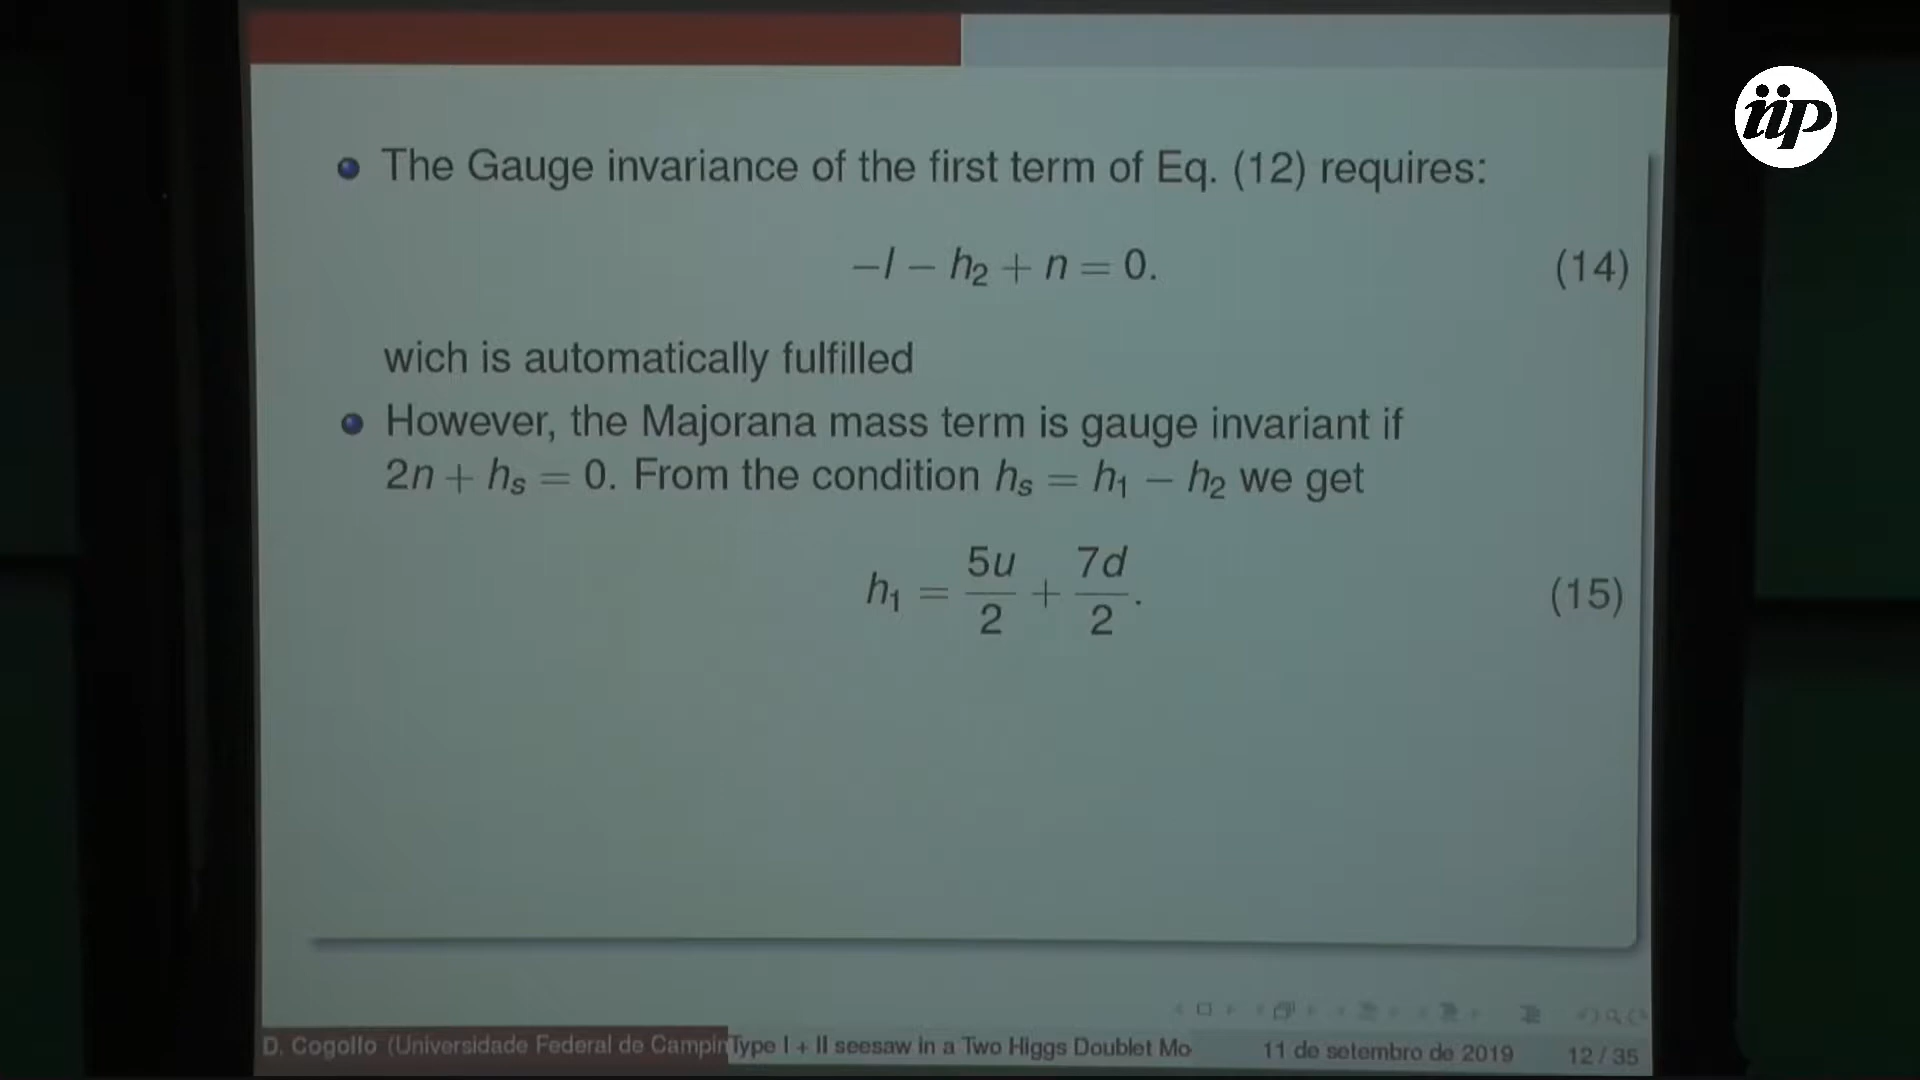 iip
The Gauge invariance of the first term of Eq. (12) requires:
−l − h₂ + n = 0. (14)
wich is automatically fulfilled
However, the Majorana mass term is gauge invariant if
2n + hₛ = 0. From the condition hₛ = h₁ − h₂ we get
h₁ = 5u/2 + 7d/2. (15)
D. Cogollo (Universidade Federal de Campin Type I + II seesaw in a Two Higgs Doublet Mo 11 de setembro de 2019 12 / 35